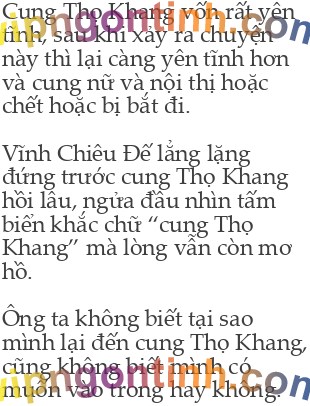 Cung Thọ Khang vốn rất yên
tĩnh, sau khi xảy ra chuyện
này thì lại càng yên tĩnh hơn
và cung nữ và nội thị hoặc
chết hoặc bị bắt đi.
Vĩnh Chiêu Đế lẳng lặng
đứng trước cung Thọ Khang
hồi lâu, ngửa đầu nhìn tấm
biển khắc chữ “cung Thọ
Khang” mà lòng vẫn còn mơ
hồ.
Ông ta không biết tại sao
mình lại đến cung Thọ Khang,
cũng không biết mình có
muốn vào trong hay không.